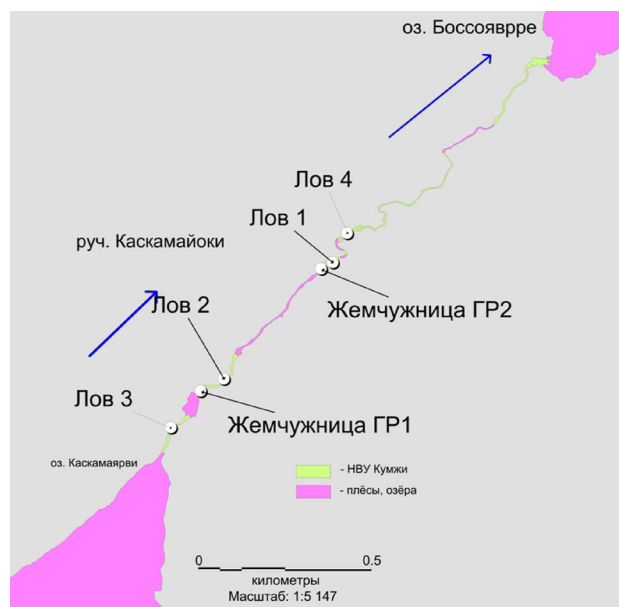 оз. Боссоявррe
Лов 4
Лов 1
руч. Каскамайоки
Жемчужница ГР2
Лов 2
Лов 3
Жемчужница ГР1
оз. Каскамаярви
- НВУ Кумжи
- плёсы, озёра
0 0.5
километры
Масштаб: 1:5 147